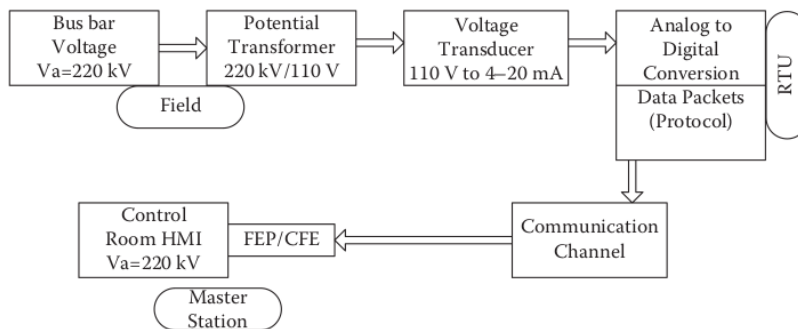 Bus bar
Voltage
Va=220 kV
Potential
Transformer
220 kV/110 V
Voltage
Transducer
110 V to 4–20 mA
Analog to
Digital
Conversion
Data Packets
(Protocol)
RTU
Field
Control
Room HMI
Va=220 kV
FEP/CFE
Communication
Channel
Master
Station